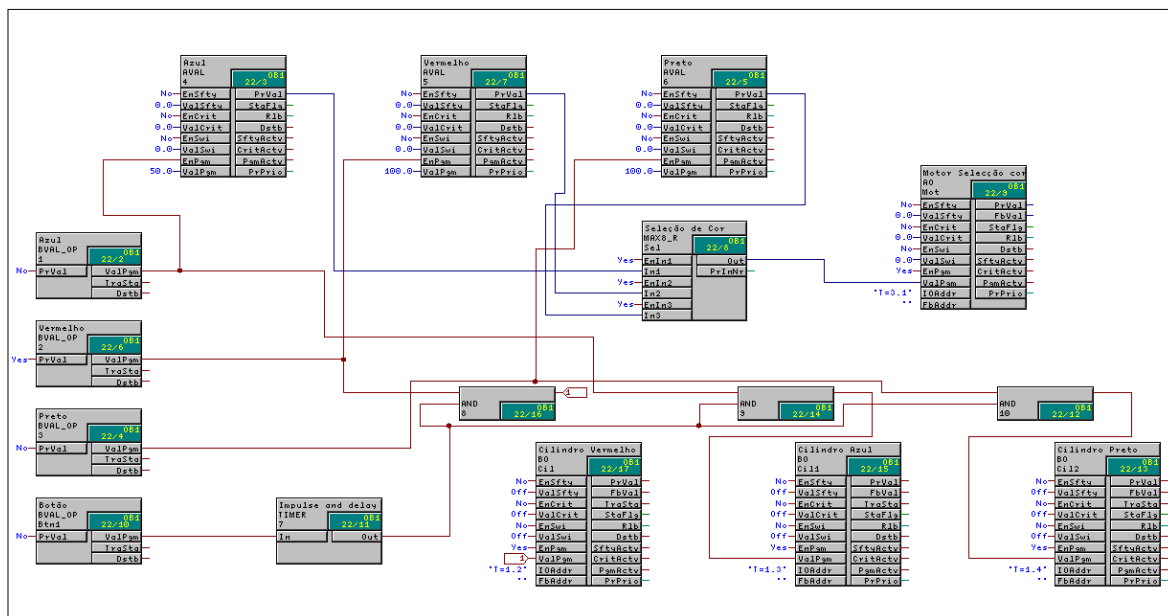 Azul
AVAL
4
OB1
22/3
No EnSfty PrVal
0.0 ValSfty StaFlg
No EnCrit Rlb
0.0 ValCrit Dstb
No EnSwi SftyActv
0.0 ValSwi CritActv
EnPgm PgmActv
50.0 ValPgm PrPrio
Vermelho
AVAL
5
OB1
22/7
No EnSfty PrVal
0.0 ValSfty StaFlg
No EnCrit Rlb
0.0 ValCrit Dstb
No EnSwi SftyActv
0.0 ValSwi CritActv
EnPgm PgmActv
100.0 ValPgm PrPrio
Preto
AVAL
6
OB1
22/5
No EnSfty PrVal
0.0 ValSfty StaFlg
No EnCrit Rlb
0.0 ValCrit Dstb
No EnSwi SftyActv
0.0 ValSwi CritActv
EnPgm PgmActv
100.0 ValPgm PrPrio
Motor Selecção cor
AO
Mot
OB1
22/9
No EnSfty PrVal
0.0 ValSfty FbVal
No EnCrit StaFlg
0.0 ValCrit Rlb
No EnSwi Dstb
0.0 ValSwi SftyActv
Yes EnPgm CritActv
ValPgm PgmActv
"T=3.1" IOAddr PrPrio
"" FbAddr
Seleção de Cor
MAX8_R
Sel
OB1
22/8
Yes EnIn1 Out
In1 PrInNr
Yes EnIn2
In2
Yes EnIn3
In3
Azul
BVAL_OP
1
OB1
22/2
No PrVal ValPgm
TraSta
Dstb
Vermelho
BVAL_OP
2
OB1
22/6
Yes PrVal ValPgm
TraSta
Dstb
Preto
BVAL_OP
3
OB1
22/4
No PrVal ValPgm
TraSta
Dstb
Botão
BVAL_OP
Btn1
OB1
22/10
No PrVal ValPgm
TraSta
Dstb
Impulse and delay
TIMER
7
OB1
22/11
In Out
AND
8
OB1
22/16
1
AND
9
OB1
22/14
AND
10
OB1
22/12
Cilindro Vermelho
BO
Cil
OB1
22/17
No EnSfty PrVal
Off ValSfty FbVal
No EnCrit TraSta
Off ValCrit StaFlg
No EnSwi Rlb
Off ValSwi Dstb
Yes EnPgm SftyActv
1 ValPgm CritActv
"T=1.2" IOAddr PgmActv
"" FbAddr PrPrio
Cilindro Azul
BO
Cil1
OB1
22/15
No EnSfty PrVal
Off ValSfty FbVal
No EnCrit TraSta
Off ValCrit StaFlg
No EnSwi Rlb
Off ValSwi Dstb
Yes EnPgm SftyActv
ValPgm CritActv
"T=1.3" IOAddr PgmActv
"" FbAddr PrPrio
Cilindro Preto
BO
Cil2
OB1
22/13
No EnSfty PrVal
Off ValSfty FbVal
No EnCrit TraSta
Off ValCrit StaFlg
No EnSwi Rlb
Off ValSwi Dstb
Yes EnPgm SftyActv
ValPgm CritActv
"T=1.4" IOAddr PgmActv
"" FbAddr PrPrio